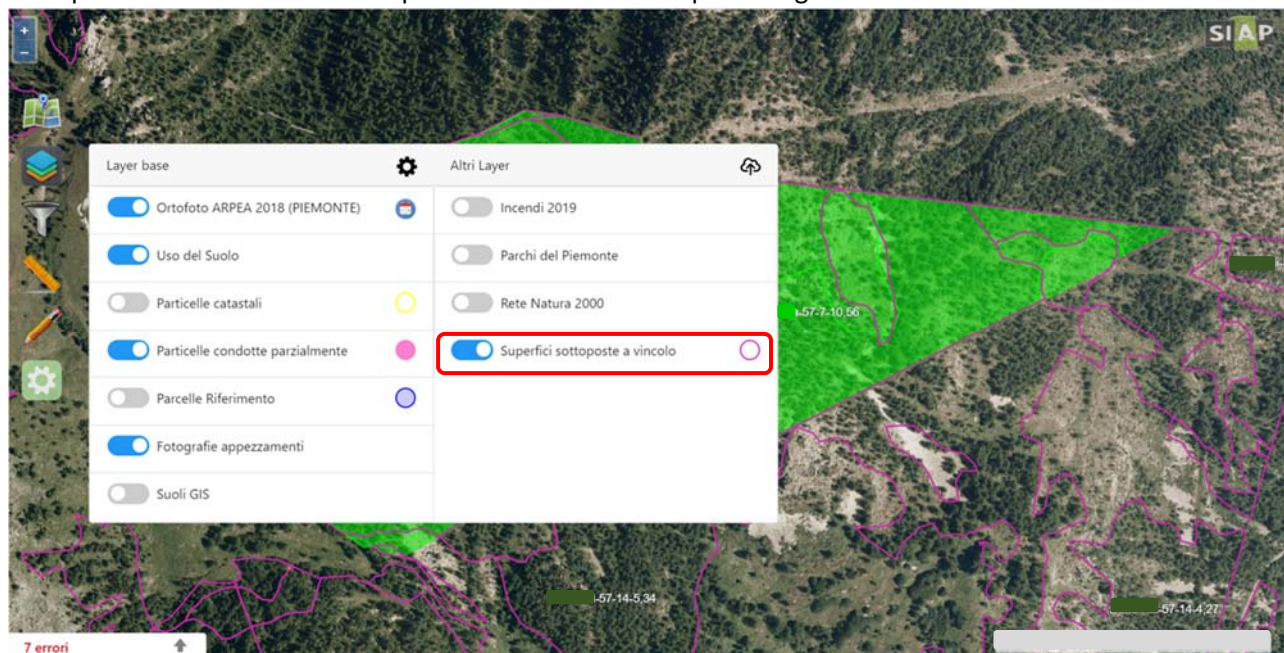 +
SIAP
-
Layer base
Altri Layer
Ortofoto ARPEA 2018 (PIEMONTE)
Incendi 2019
Uso del Suolo
Parchi del Piemonte
Particelle catastali
Rete Natura 2000
-57-7-10,56
Particelle condotte parzialmente
Superfici sottoposte a vincolo
Parcelle Riferimento
Fotografie appezzamenti
Suoli GIS
-57-14-5,34
-57-14-4,27
7 errori